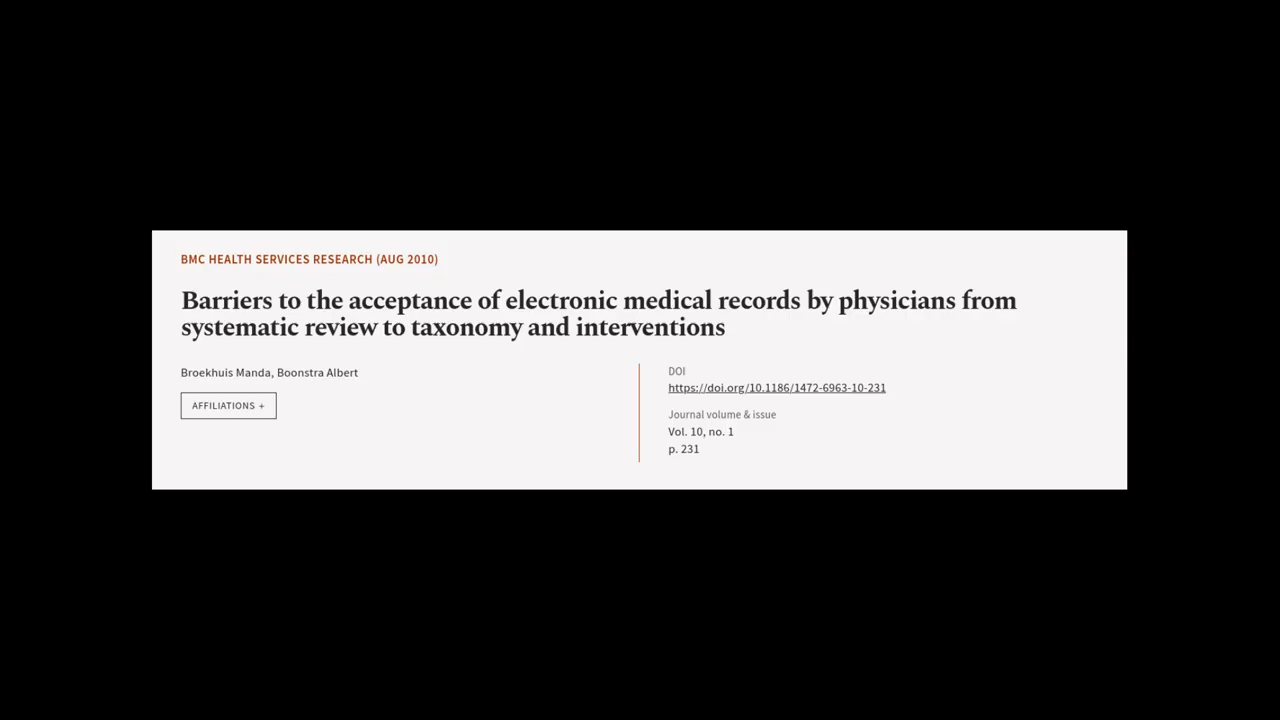 BMC HEALTH SERVICES RESEARCH (AUG 2010)
Barriers to the acceptance of electronic medical records by physicians from
systematic review to taxonomy and interventions
Broekhuis Manda, Boonstra Albert
AFFILIATIONS +
DOI
https://doi.org/10.1186/1472-6963-10-231
Journal volume & issue
Vol. 10, no. 1
p. 231